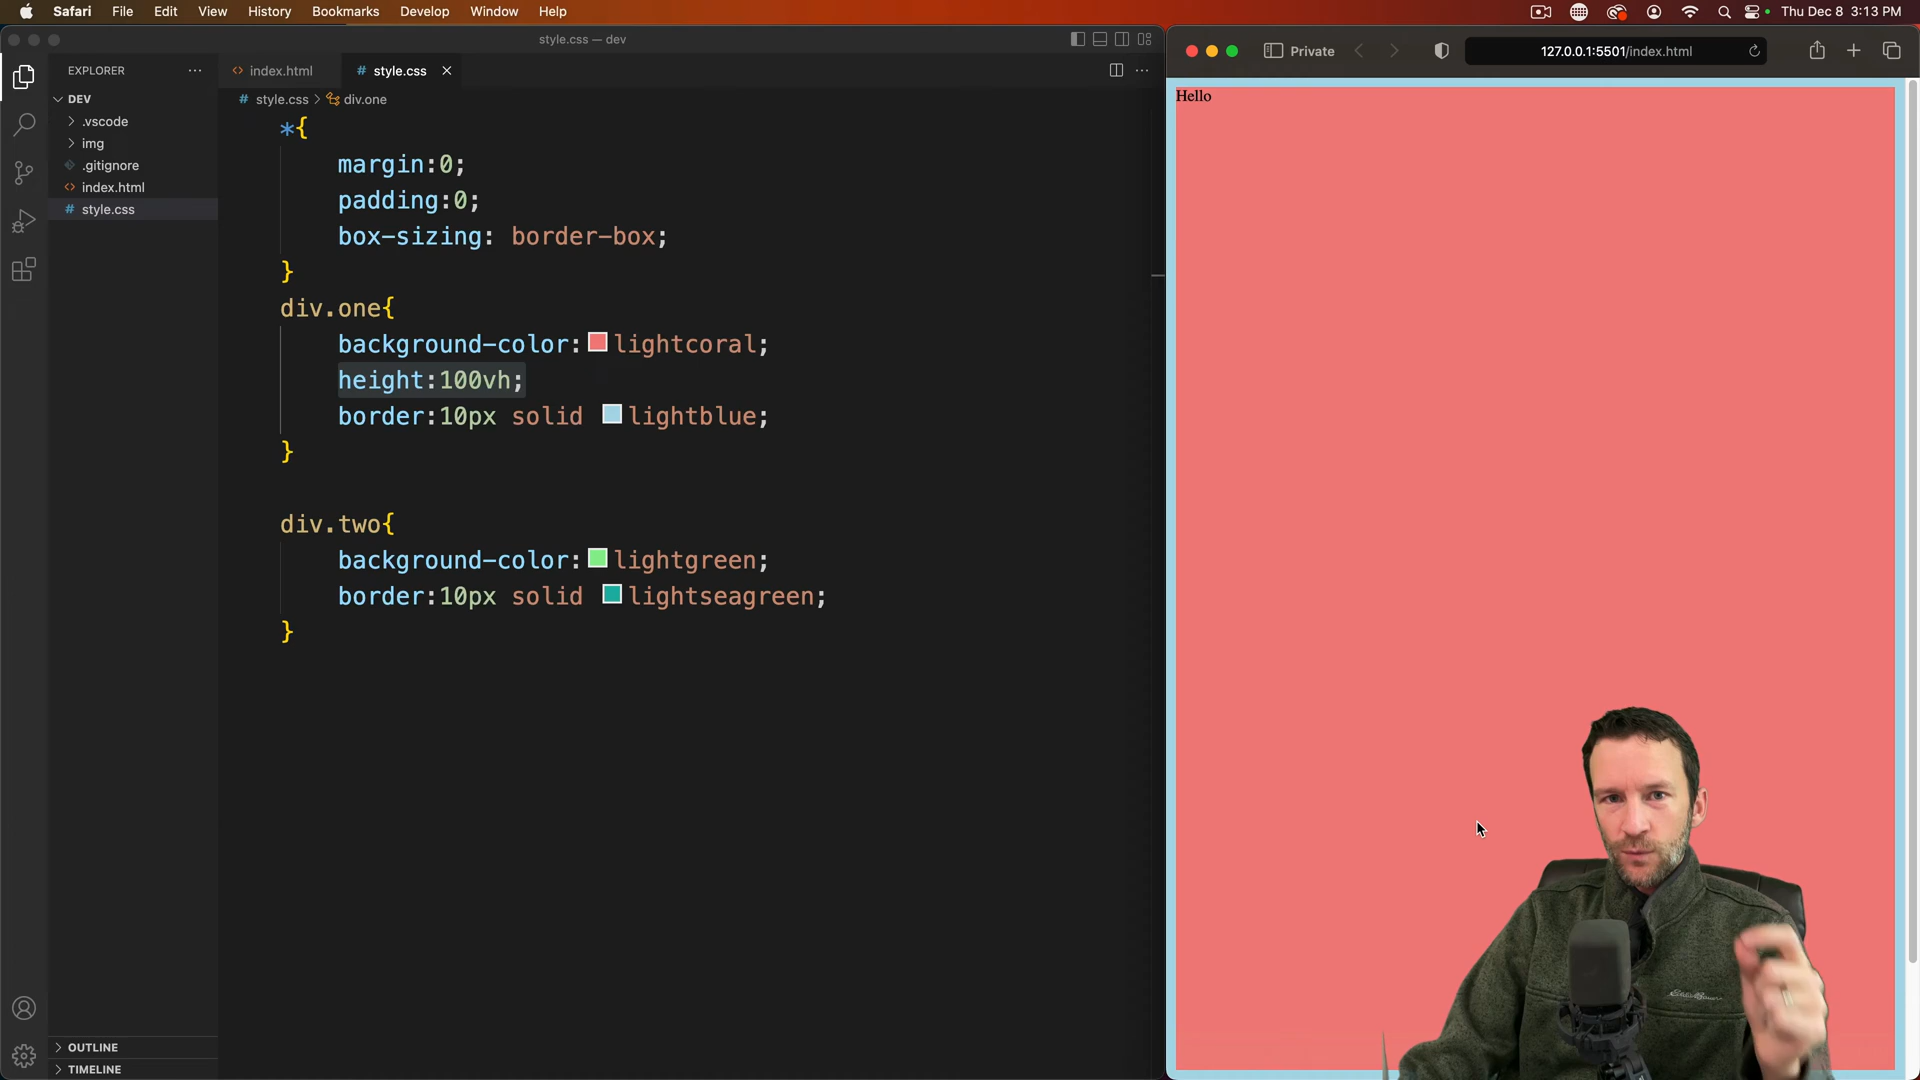 Safari File Edit View History Bookmarks Develop Window Help Thu Dec 8 3:13 PM
style.css — dev
EXPLORER
DEV
.vscode
img
.gitignore
index.html
style.css
OUTLINE
TIMELINE
index.html style.css
style.css > div.one
*{
margin:0;
padding:0;
box-sizing: border-box;
}
div.one{
background-color:lightcoral;
height:100vh;
border:10px solid lightblue;
}
div.two{
background-color:lightgreen;
border:10px solid lightseagreen;
}
Private 127.0.0.1:5501/index.html
Hello